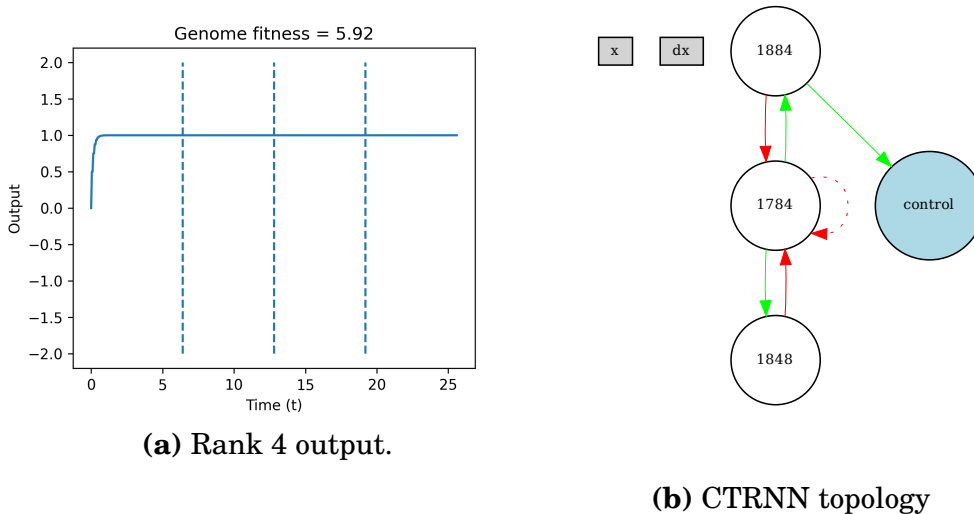 Genome fitness = 5.92
Output
2.0
1.5
1.0
0.5
0.0
−0.5
−1.0
−1.5
−2.0
0 5 10 15 20 25
Time (t)
(a) Rank 4 output.
x dx 1884
1784 control
1848
(b) CTRNN topology